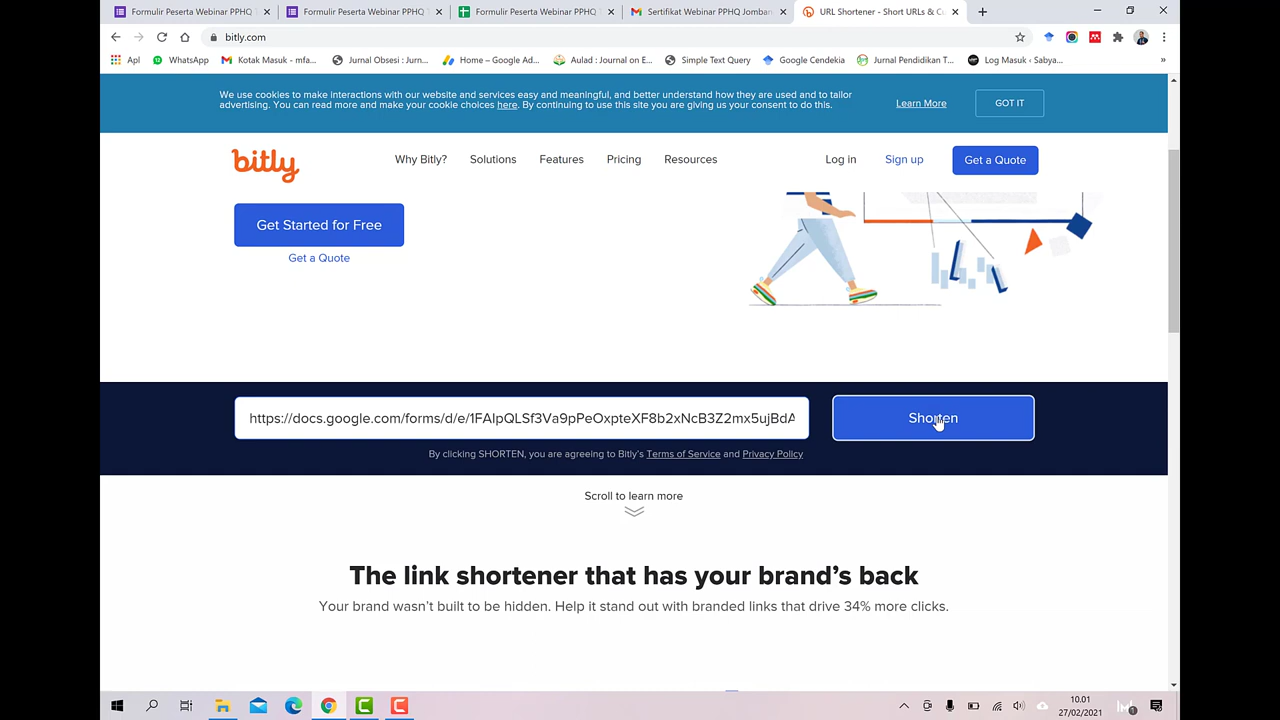 Formulir Peserta Webinar PPHQ
Formulir Peserta Webinar PPHQ
Formulir Peserta Webinar PPHQ
Sertifikat Webinar PPHQ Jomban
URL Shortener - Short URLs & Cu
bitly.com
Apl
WhatsApp
Kotak Masuk - mfa...
Jurnal Obsesi : Jurn...
Home – Google Ad...
Aulad : Journal on E...
Simple Text Query
Google Cendekia
Jurnal Pendidikan T...
Log Masuk ‹ Sabya...
»
We use cookies to make interactions with our website and services easy and meaningful, and better understand how they are used and to tailor
advertising. You can read more and make your cookie choices here. By continuing to use this site you are giving us your consent to do this.
Learn More
GOT IT
bitly
Why Bitly?
Solutions
Features
Pricing
Resources
Log in
Sign up
Get a Quote
Get Started for Free
Get a Quote
https://docs.google.com/forms/d/e/1FAIpQLSf3Va9pPeOxpteXF8b2xNcB3Z2mx5ujBdA
Shorten
By clicking SHORTEN, you are agreeing to Bitly's Terms of Service and Privacy Policy
Scroll to learn more
The link shortener that has your brand's back
Your brand wasn't built to be hidden. Help it stand out with branded links that drive 34% more clicks.
10.01
27/02/2021